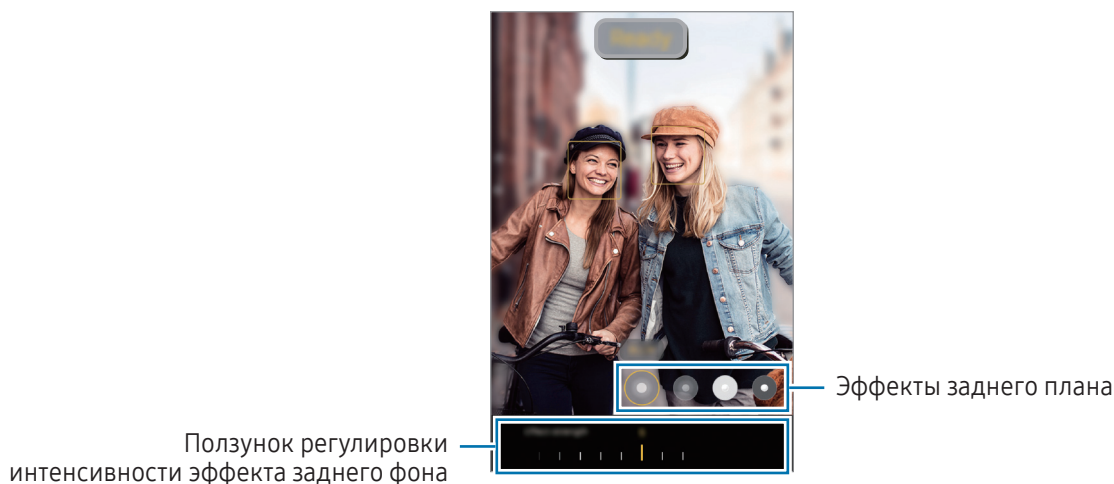 Ready
Эффекты заднего плана
Ползунок регулировки
интенсивности эффекта заднего фона